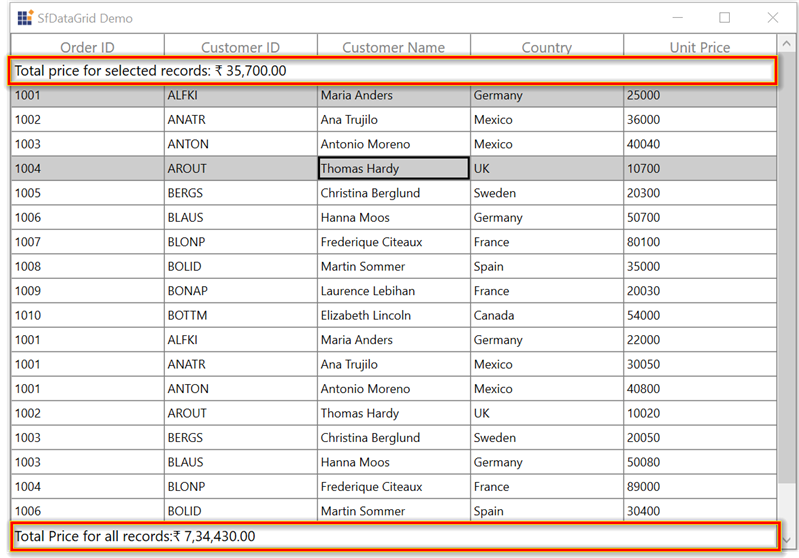 SfDataGrid Demo
Order ID Customer ID Customer Name Country Unit Price
Total price for selected records: ₹ 35,700.00
1001 ALFKI Maria Anders Germany 25000
1002 ANATR Ana Trujilo Mexico 36000
1003 ANTON Antonio Moreno Mexico 40040
1004 AROUT Thomas Hardy UK 10700
1005 BERGS Christina Berglund Sweden 20300
1006 BLAUS Hanna Moos Germany 50700
1007 BLONP Frederique Citeaux France 80100
1008 BOLID Martin Sommer Spain 35000
1009 BONAP Laurence Lebihan France 20030
1010 BOTTM Elizabeth Lincoln Canada 54000
1001 ALFKI Maria Anders Germany 22000
1001 ANATR Ana Trujilo Mexico 30050
1001 ANTON Antonio Moreno Mexico 40800
1002 AROUT Thomas Hardy UK 10020
1003 BERGS Christina Berglund Sweden 20050
1003 BLAUS Hanna Moos Germany 50080
1004 BLONP Frederique Citeaux France 89000
1006 BOLID Martin Sommer Spain 30400
Total Price for all records:₹ 7,34,430.00